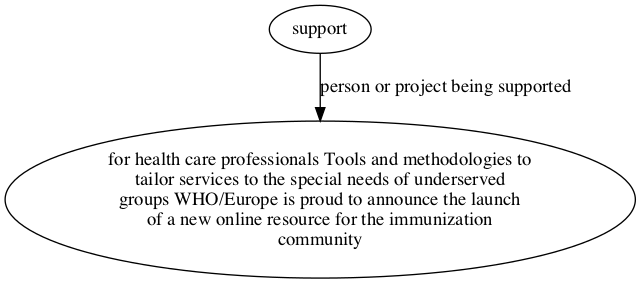 support
person or project being supported
for health care professionals Tools and methodologies to
tailor services to the special needs of underserved
groups WHO/Europe is proud to announce the launch
of a new online resource for the immunization
community